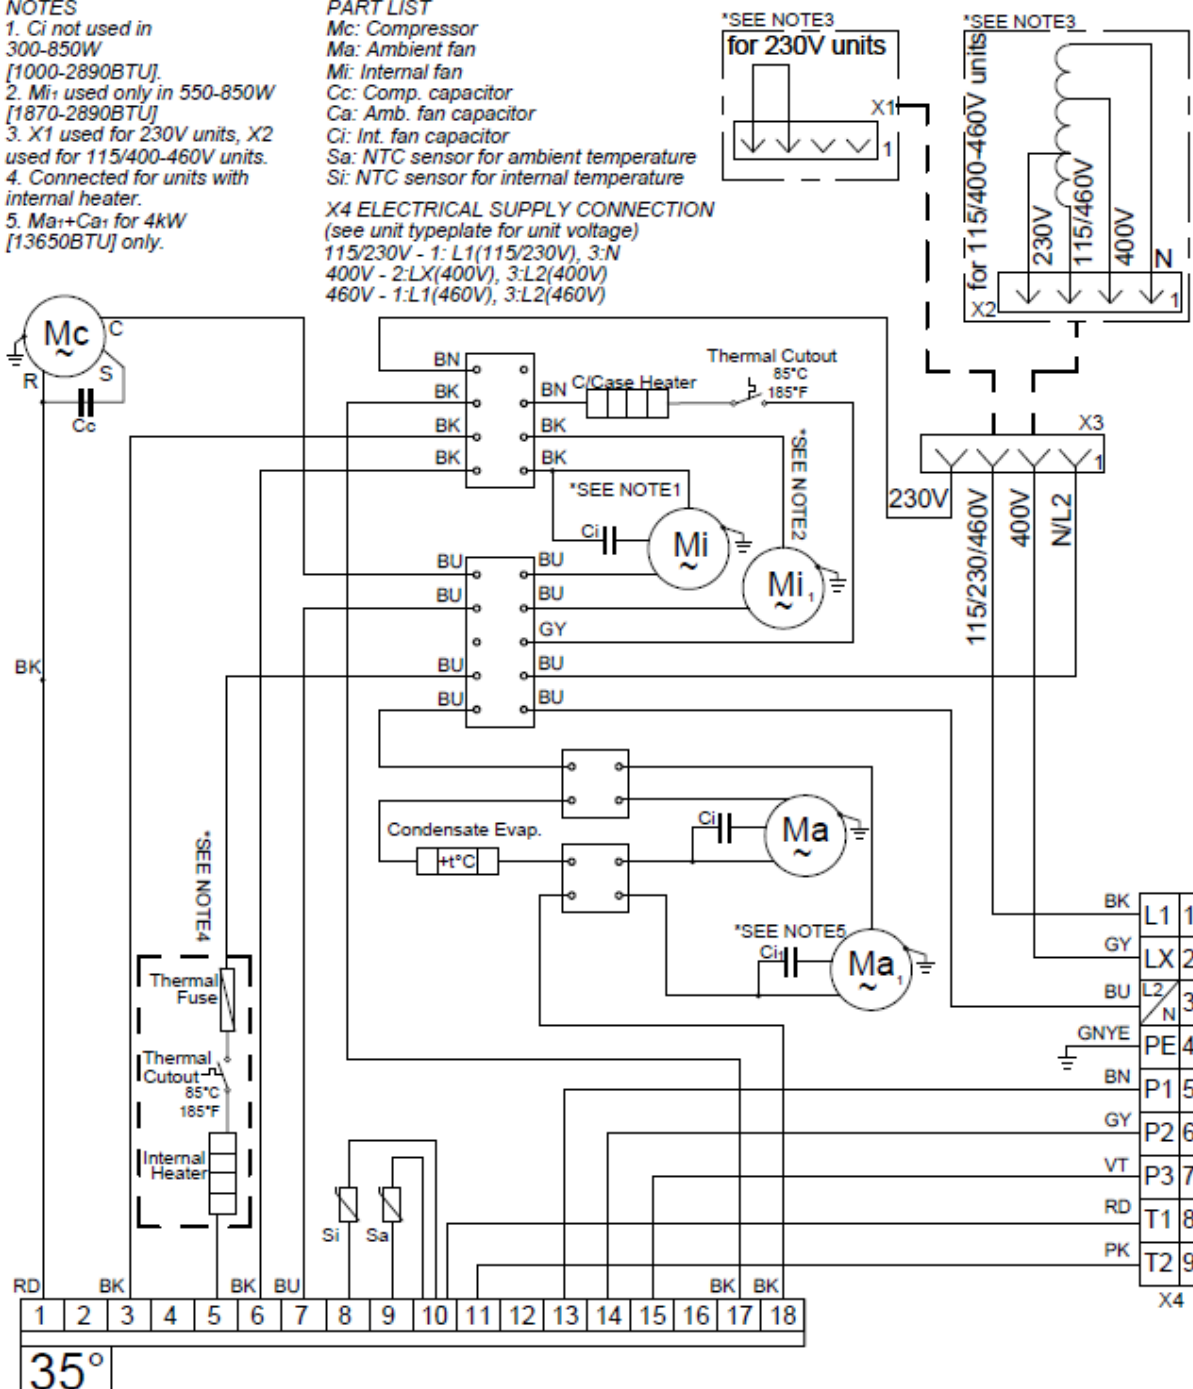 NOTES
1. Ci not used in
300-850W
[1000-2890BTU].
2. Mi1 used only in 550-850W
[1870-2890BTU]
3. X1 used for 230V units, X2
used for 115/400-460V units.
4. Connected for units with
internal heater.
5. Ma1+Ca1 for 4kW
[13650BTU] only.
PART LIST
Mc: Compressor
Ma: Ambient fan
Mi: Internal fan
Cc: Comp. capacitor
Ca: Amb. fan capacitor
Ci: Int. fan capacitor
Sa: NTC sensor for ambient temperature
Si: NTC sensor for internal temperature
X4 ELECTRICAL SUPPLY CONNECTION
(see unit typeplate for unit voltage)
115/230V - 1: L1(115/230V), 3:N
400V - 2:LX(400V), 3:L2(400V)
460V - 1:L1(460V), 3:L2(460V)
*SEE NOTE3
for 230V units
X1
1
*SEE NOTE3
for 115/400-460V units
230V
115/460V
400V
N
X2
1
Mc
~
C
R
S
Cc
BN
BK
BK
BK
BN
C/Case Heater
Thermal Cutout
85°C
185°F
BK
BK
*SEE NOTE1
*SEE NOTE2
Ci
Mi
~
Mi1
~
X3
1
230V
115/230/460V
400V
N/L2
BU
BU
BU
BU
BU
BU
GY
BU
BU
BK
Condensate Evap.
+t°C
Ci
Ma
~
*SEE NOTE5
Ci1
Ma1
~
*SEE NOTE4
Thermal
Fuse
Thermal
Cutout
85°C
185°F
Internal
Heater
Si
Sa
BK L1 1
GY LX 2
BU L2/N 3
GNYE PE 4
BN P1 5
GY P2 6
VT P3 7
RD T1 8
PK T2 9
X4
RD BK BK BU BK BK
1 2 3 4 5 6 7 8 9 10 11 12 13 14 15 16 17 18
35°